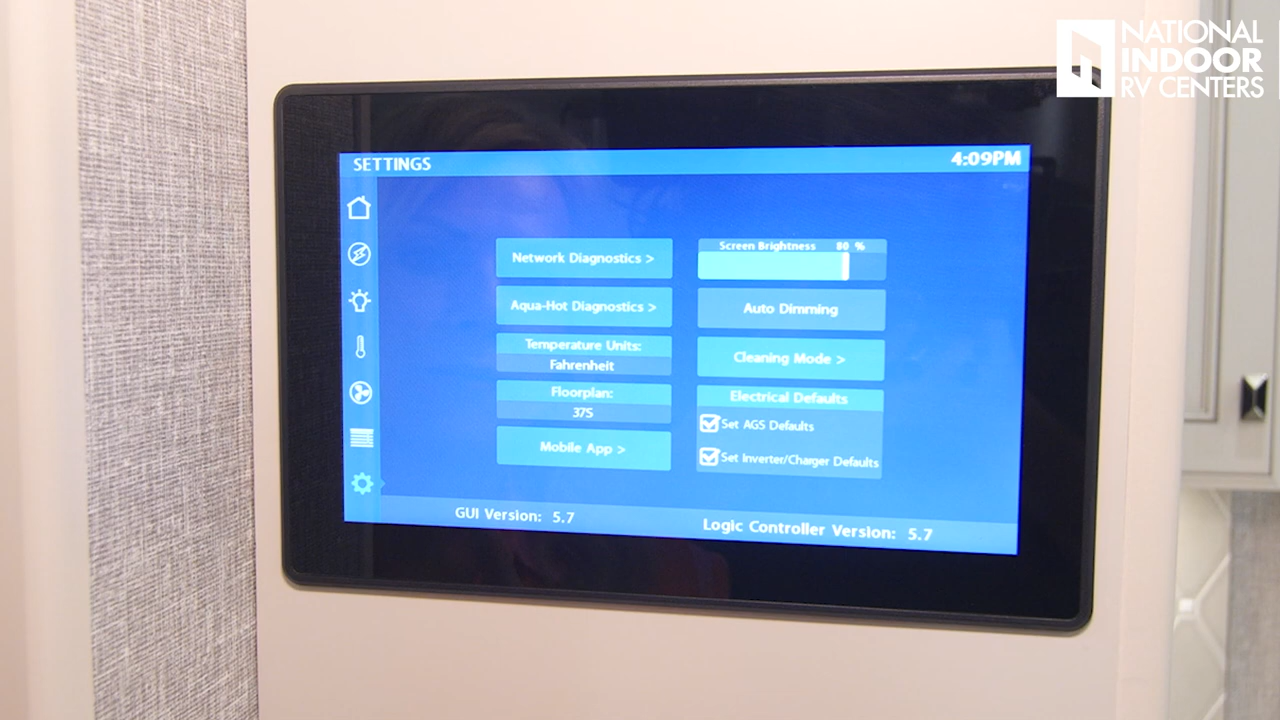 NATIONAL
INDOOR
RV CENTERS
SETTINGS
4:09PM
Network Diagnostics >
Aqua-Hot Diagnostics >
Temperature Units:
Fahrenheit
Floorplan:
375
Mobile App >
Screen Brightness 80 %
Auto Dimming
Cleaning Mode >
Electrical Defaults
Set AGS Defaults
Set Inverter/Charger Defaults
GUI Version: 5.7
Logic Controller Version: 5.7